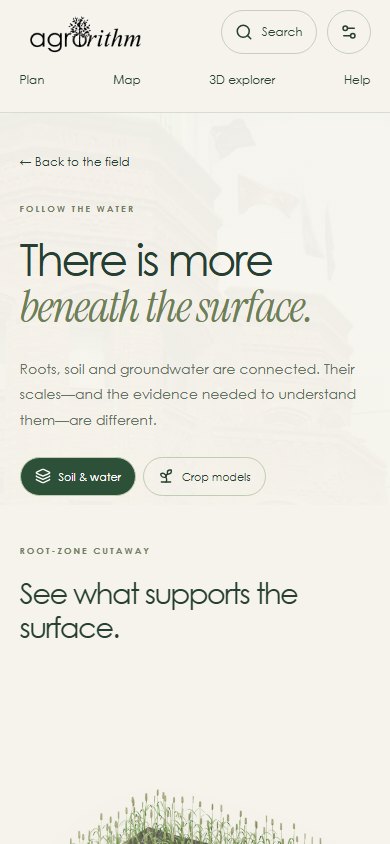 agrorithm
Search
Plan
Map
3D explorer
Help
← Back to the field
FOLLOW THE WATER
There is more
beneath the surface.
Roots, soil and groundwater are connected. Their
scales—and the evidence needed to understand
them—are different.
Soil & water
Crop models
ROOT-ZONE CUTAWAY
See what supports the
surface.